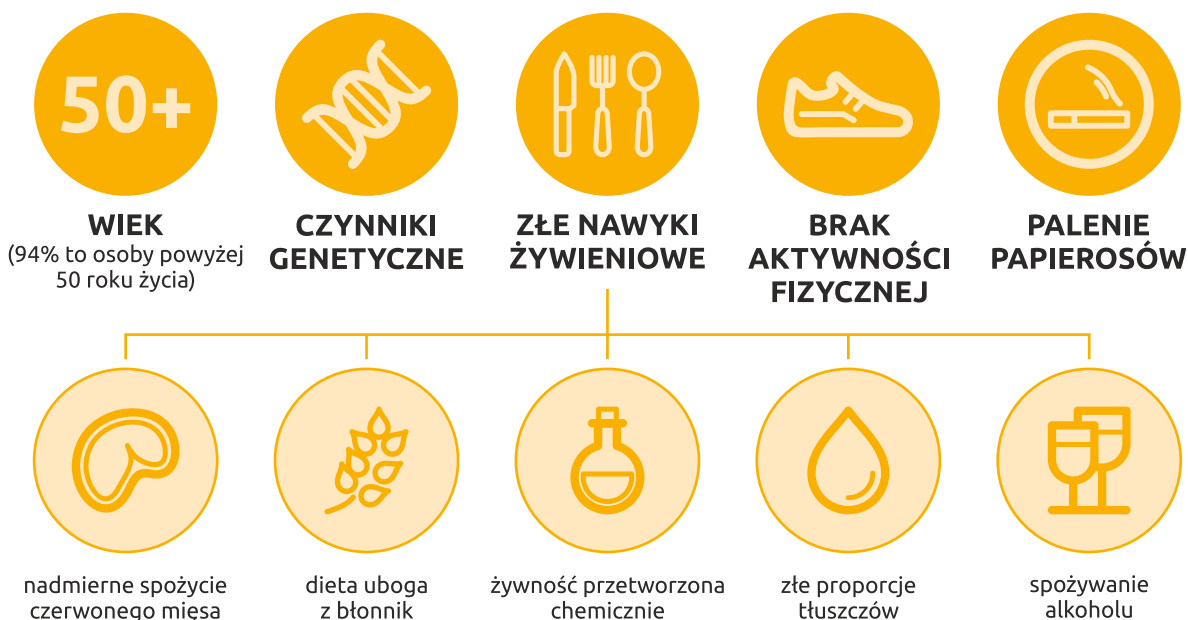 50+
WIEK
(94% to osoby powyżej
50 roku życia)
CZYNNIKI
GENETYCZNE
ZŁE NAWYKI
ŻYWIENIOWE
BRAK
AKTYWNOŚCI
FIZYCZNEJ
PALENIE
PAPIEROSÓW
nadmierne spożycie
czerwonego mięsa
dieta uboga
z błonnik
żywność przetworzona
chemicznie
złe proporcje
tłuszczów
spożywanie
alkoholu